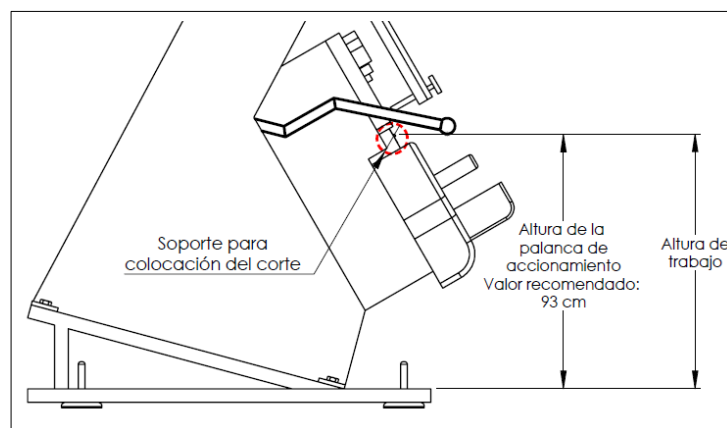 Soporte para
colocación del corte
Altura de la
palanca de
accionamiento
Valor recomendado:
93 cm
Altura de
trabajo